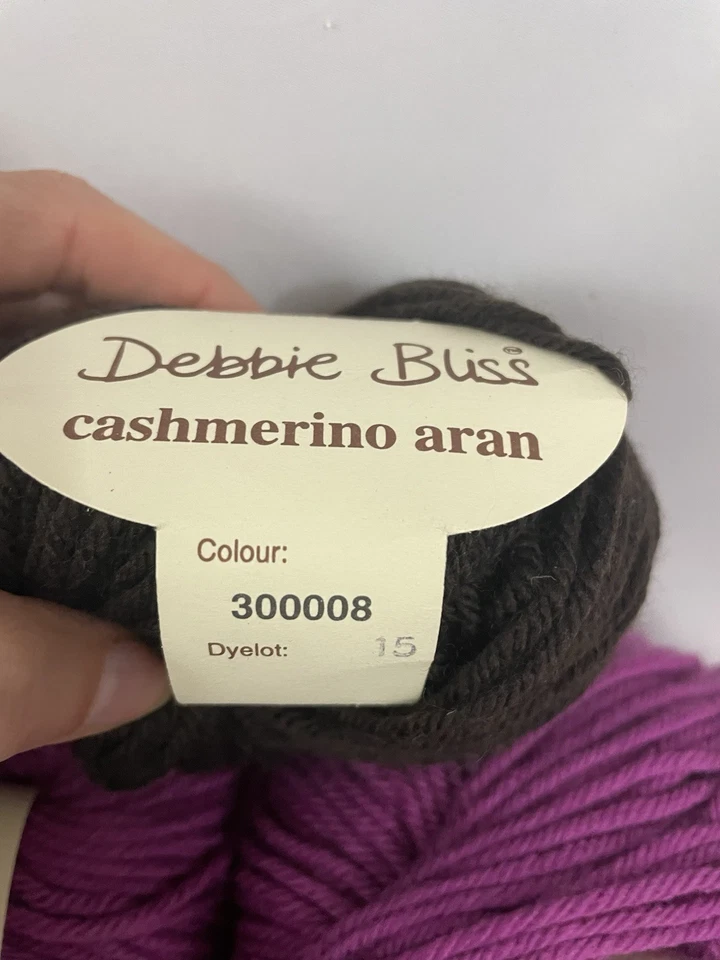 Debbie Bliss
cashmerino aran
Colour:
300008
Dyelot: 15